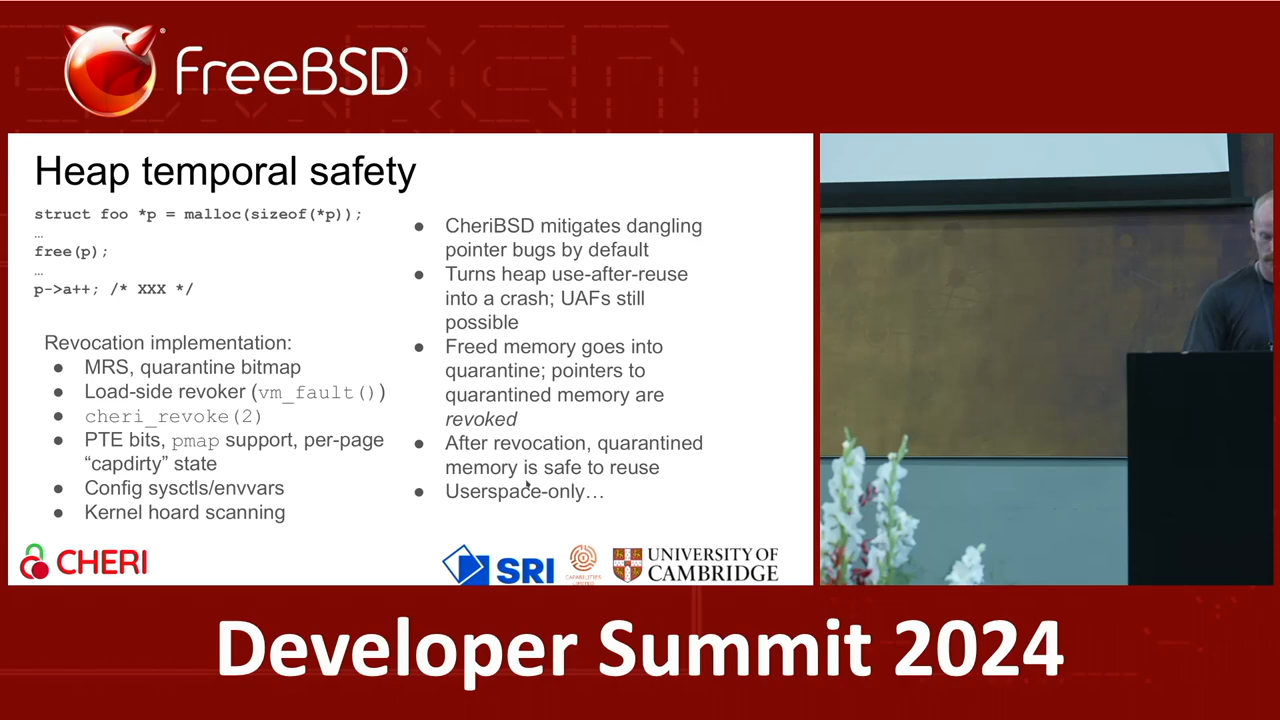 FreeBSD®
Heap temporal safety
struct foo *p = malloc(sizeof(*p));
…
free(p);
…
p->a++; /* XXX */
Revocation implementation:
● MRS, quarantine bitmap
● Load-side revoker (vm_fault())
● cheri_revoke(2)
● PTE bits, pmap support, per-page
“capdirty” state
● Config sysctls/envvars
● Kernel hoard scanning
● CheriBSD mitigates dangling
pointer bugs by default
● Turns heap use-after-reuse
into a crash; UAFs still
possible
● Freed memory goes into
quarantine; pointers to
quarantined memory are
revoked
● After revocation, quarantined
memory is safe to reuse
● Userspace-only…
CHERI
SRI
CAPABILITIES
LIMITED
UNIVERSITY OF
CAMBRIDGE
Developer Summit 2024